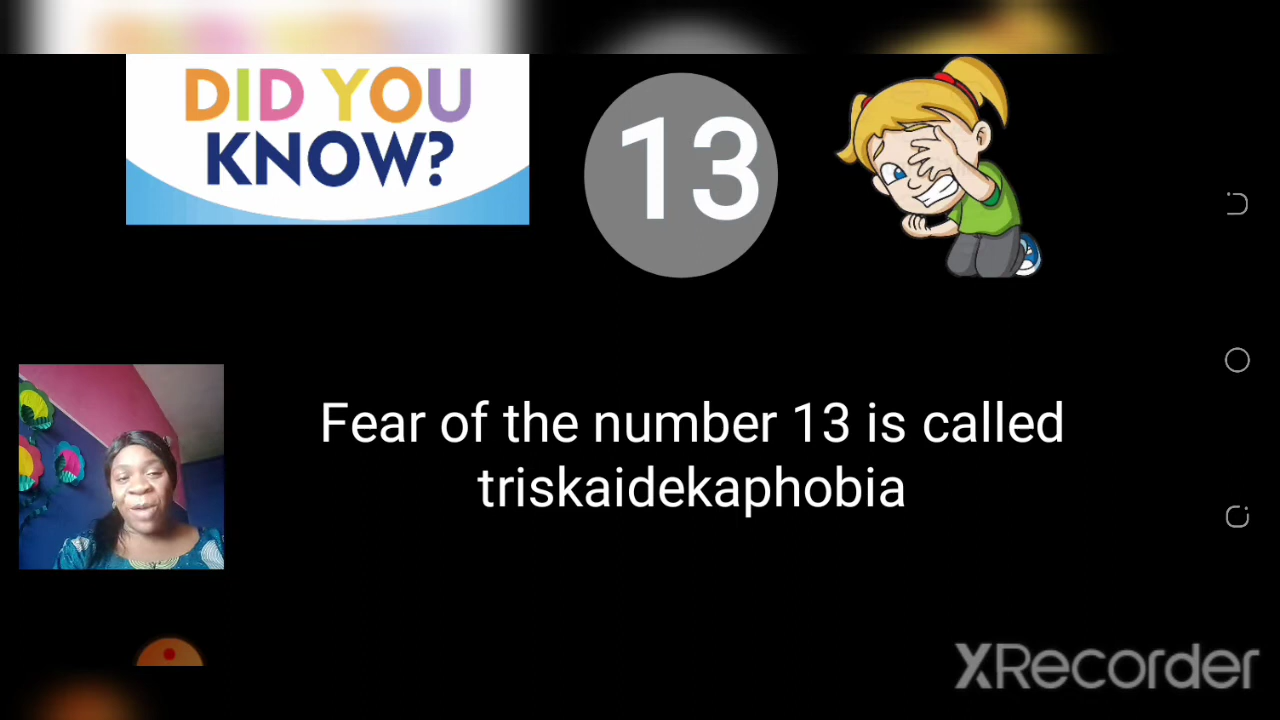 DID YOU
KNOW?
13
Fear of the number 13 is called
triskaidekaphobia
XRecorder